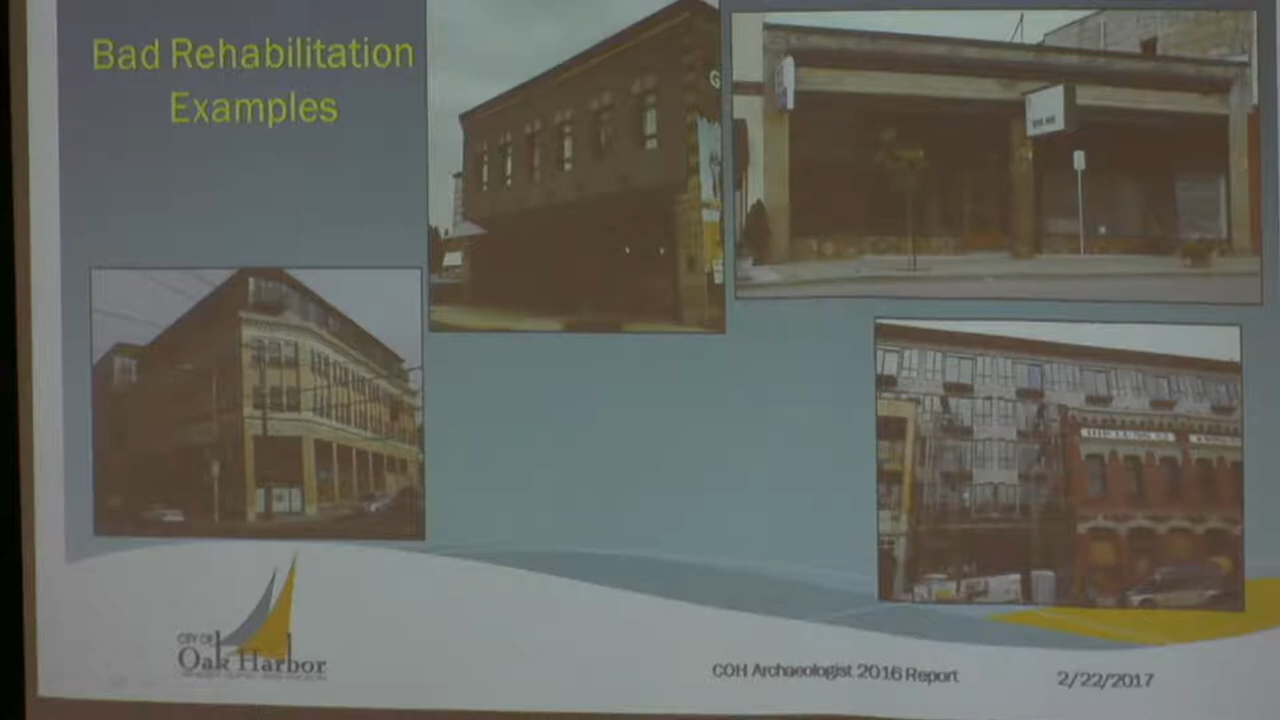 Bad Rehabilitation
Examples
G
CITY OF
Oak Harbor
COH Archaeologist 2016 Report
2/22/2017